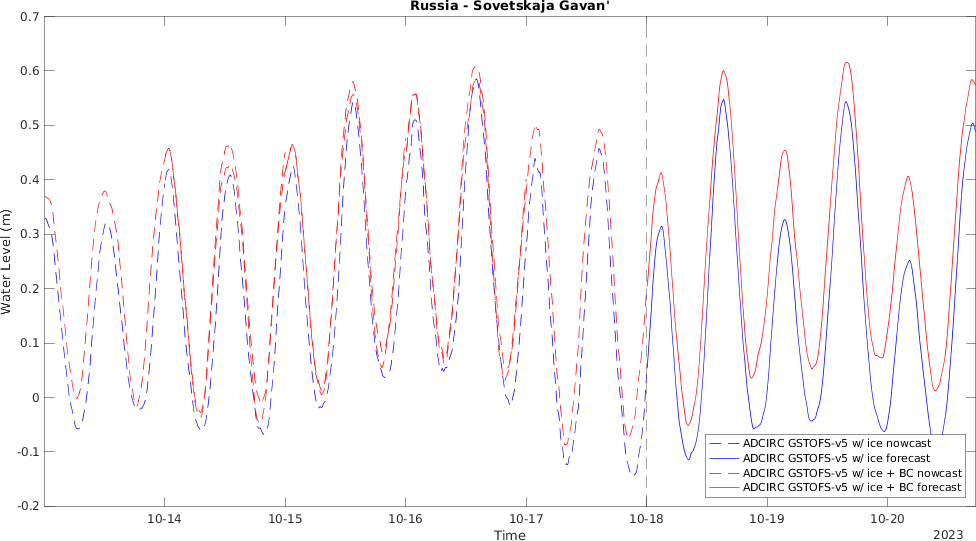 Russia - Sovetskaja Gavan'
0.7
0.6
0.5
0.4
0.3
0.2
0.1
0
-0.1
-0.2
Water Level (m)
ADCIRC GSTOFS-v5 w/ ice nowcast
ADCIRC GSTOFS-v5 w/ ice forecast
ADCIRC GSTOFS-v5 w/ ice + BC nowcast
ADCIRC GSTOFS-v5 w/ ice + BC forecast
10-14 10-15 10-16 10-17 10-18 10-19 10-20
Time
2023